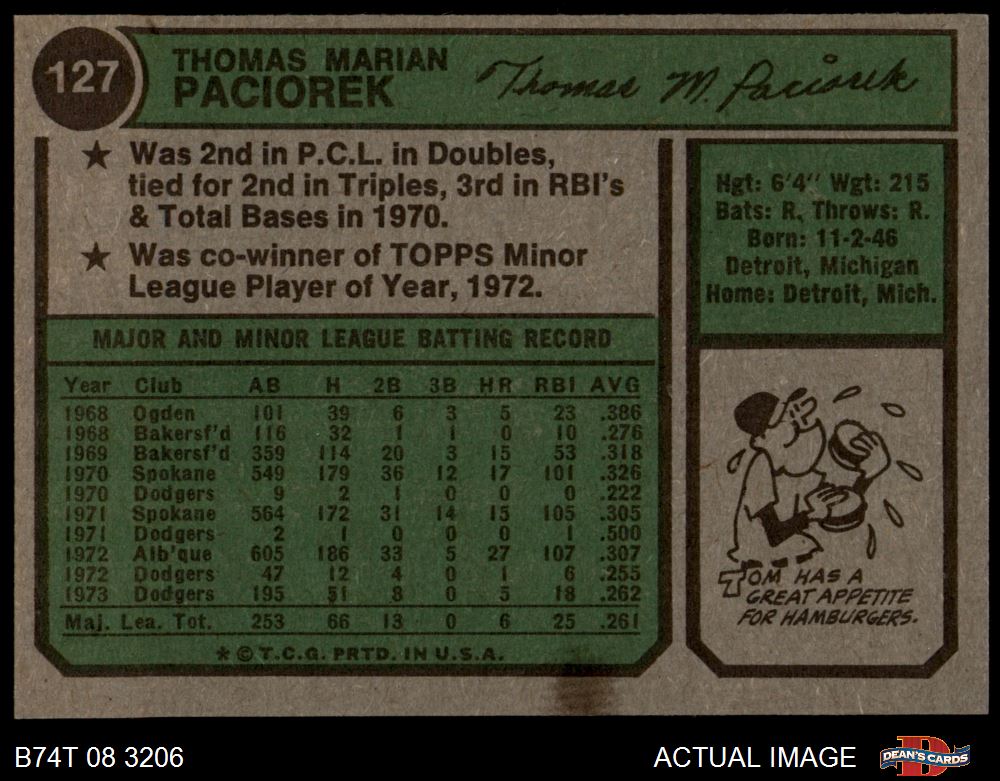 127
THOMAS MARIAN
PACIOREK
Thomas M. Paciorek
★ Was 2nd in P.C.L. in Doubles,
tied for 2nd in Triples, 3rd in RBI's
& Total Bases in 1970.
★ Was co-winner of TOPPS Minor
League Player of Year, 1972.
Hgt: 6'4" Wgt: 215
Bats: R, Throws: R.
Born: 11-2-46
Detroit, Michigan
Home: Detroit, Mich.
MAJOR AND MINOR LEAGUE BATTING RECORD
Year Club AB H 2B 3B HR RBI AVG
1968 Ogden 101 39 6 3 5 23 .386
1968 Bakersf'd 116 32 1 1 0 10 .276
1969 Bakersf'd 359 114 20 3 15 53 .318
1970 Spokane 549 179 36 12 17 101 .326
1970 Dodgers 9 2 1 0 0 0 .222
1971 Spokane 564 172 31 14 15 105 .305
1971 Dodgers 2 1 0 0 0 1 .500
1972 Alb'que 605 186 33 5 27 107 .307
1972 Dodgers 47 12 4 0 1 6 .255
1973 Dodgers 195 51 8 0 5 18 .262
Maj. Lea. Tot. 253 66 13 0 6 25 .261
* © T.C.G. PRTD. IN U.S.A.
TOM HAS A
GREAT APPETITE
FOR HAMBURGERS.
B74T 08 3206
ACTUAL IMAGE
D
DEAN'S CARDS